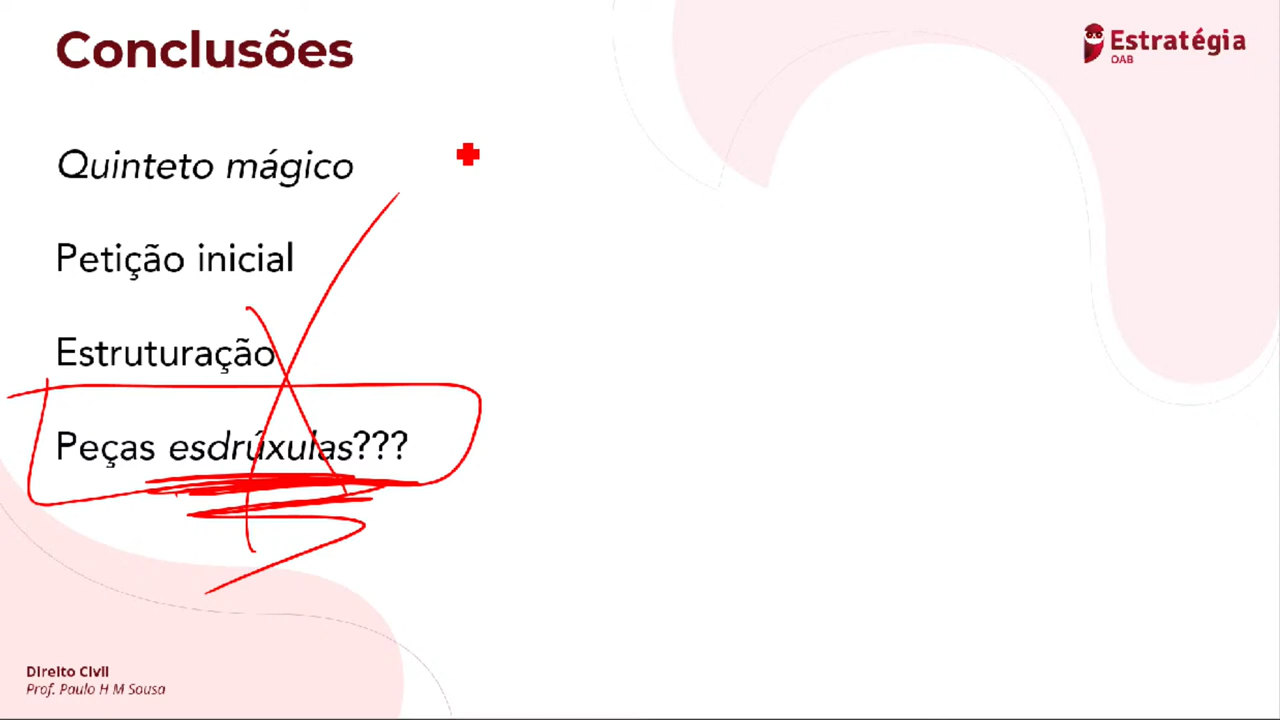 Conclusões
Estratégia
OAB
Quinteto mágico
Petição inicial
Estruturação
Peças esdrúxulas???
Direito Civil
Prof. Paulo H M Sousa